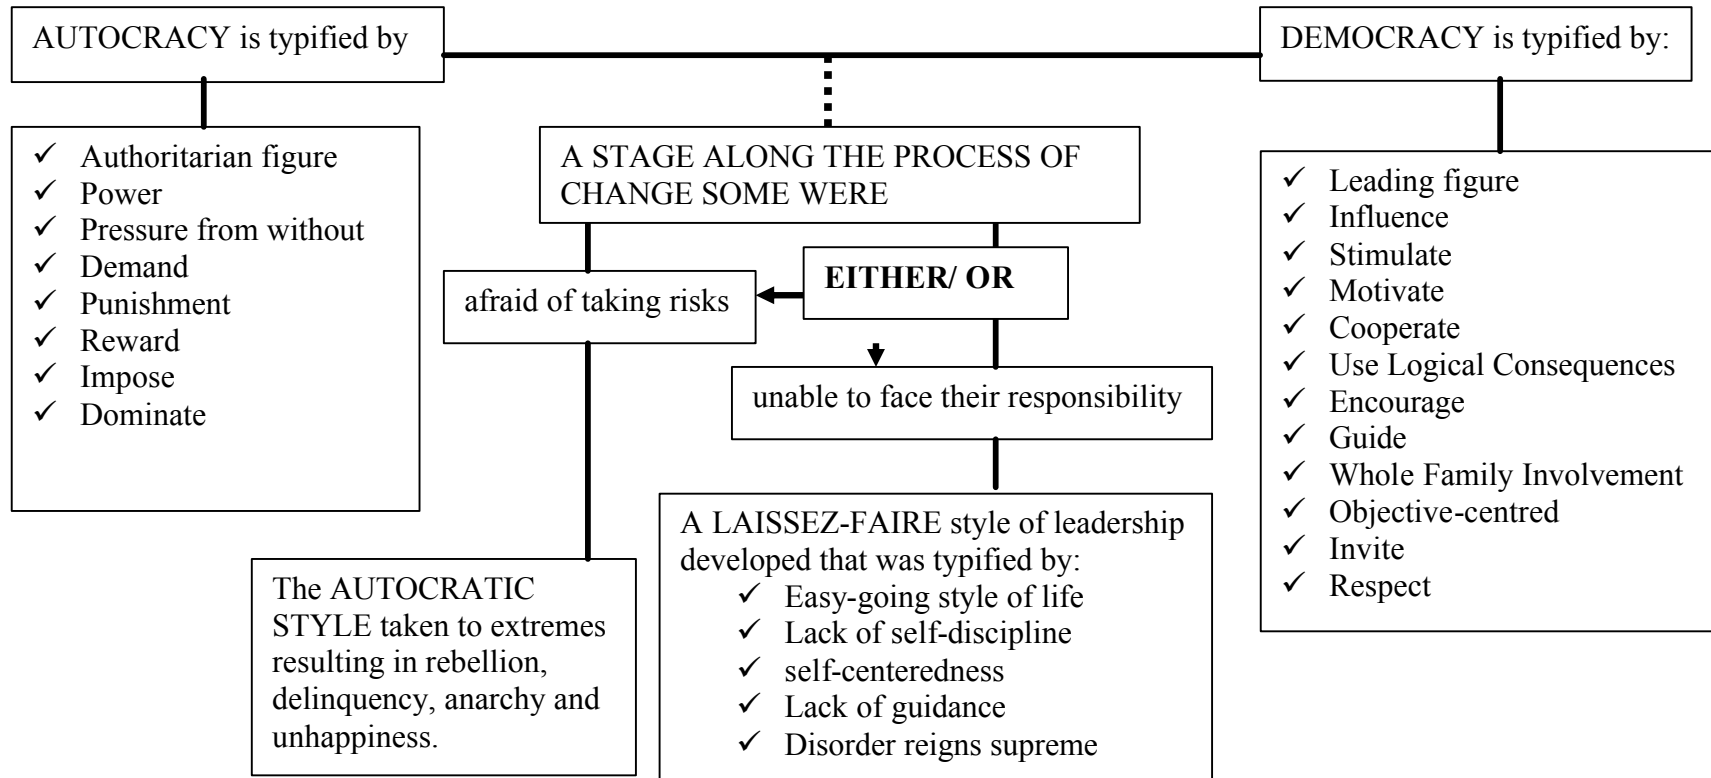 AUTOCRACY is typified by
DEMOCRACY is typified by:
✓ Authoritarian figure
✓ Power
✓ Pressure from without
✓ Demand
✓ Punishment
✓ Reward
✓ Impose
✓ Dominate
A STAGE ALONG THE PROCESS OF
CHANGE SOME WERE
EITHER/ OR
afraid of taking risks
unable to face their responsibility
The AUTOCRATIC
STYLE taken to extremes
resulting in rebellion,
delinquency, anarchy and
unhappiness.
A LAISSEZ-FAIRE style of leadership
developed that was typified by:
✓ Easy-going style of life
✓ Lack of self-discipline
✓ self-centeredness
✓ Lack of guidance
✓ Disorder reigns supreme
✓ Leading figure
✓ Influence
✓ Stimulate
✓ Motivate
✓ Cooperate
✓ Use Logical Consequences
✓ Encourage
✓ Guide
✓ Whole Family Involvement
✓ Objective-centred
✓ Invite
✓ Respect